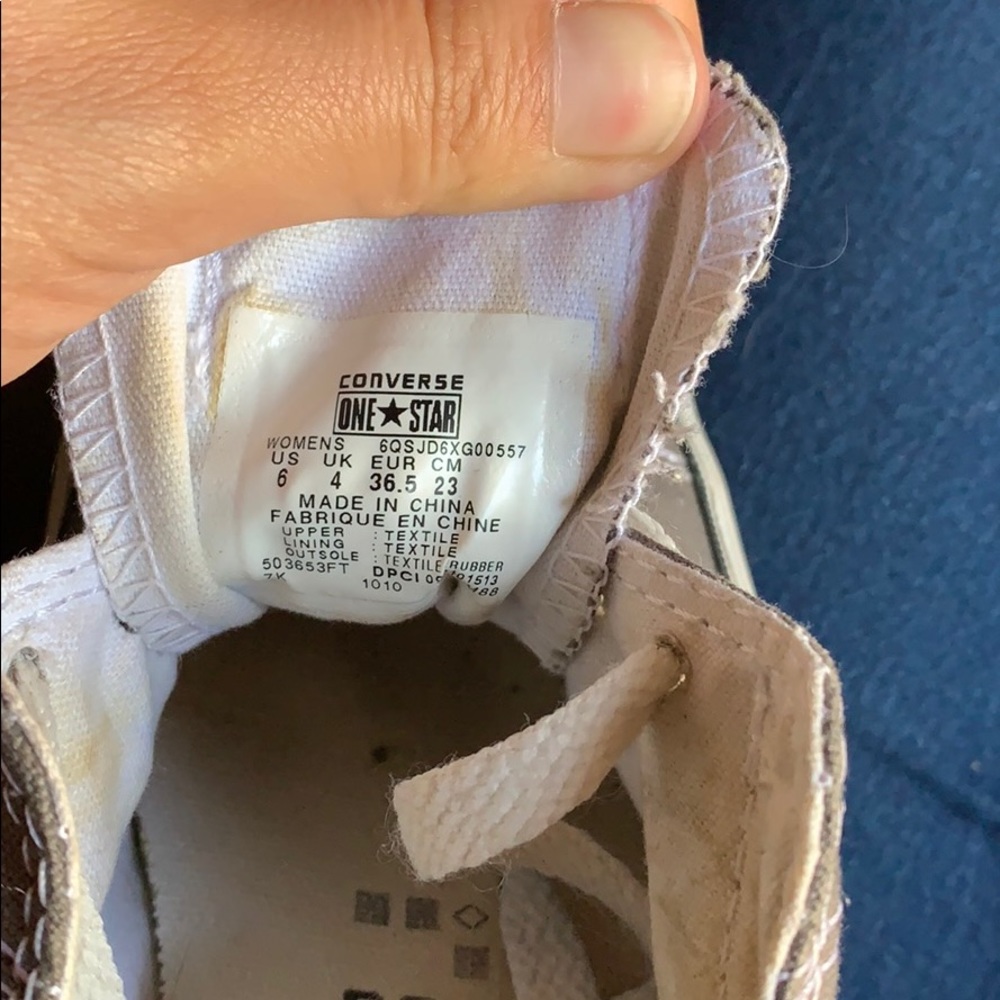 CONVERSE
ONE★STAR
WOMENS 6QSJD6XG00557
US UK EUR CM
6 4 36.5 23
MADE IN CHINA
FABRIQUE EN CHINE
UPPER : TEXTILE
LINING : TEXTILE
OUTSOLE : TEXTILE RUBBER
503653FT DPCI
ZK 1010